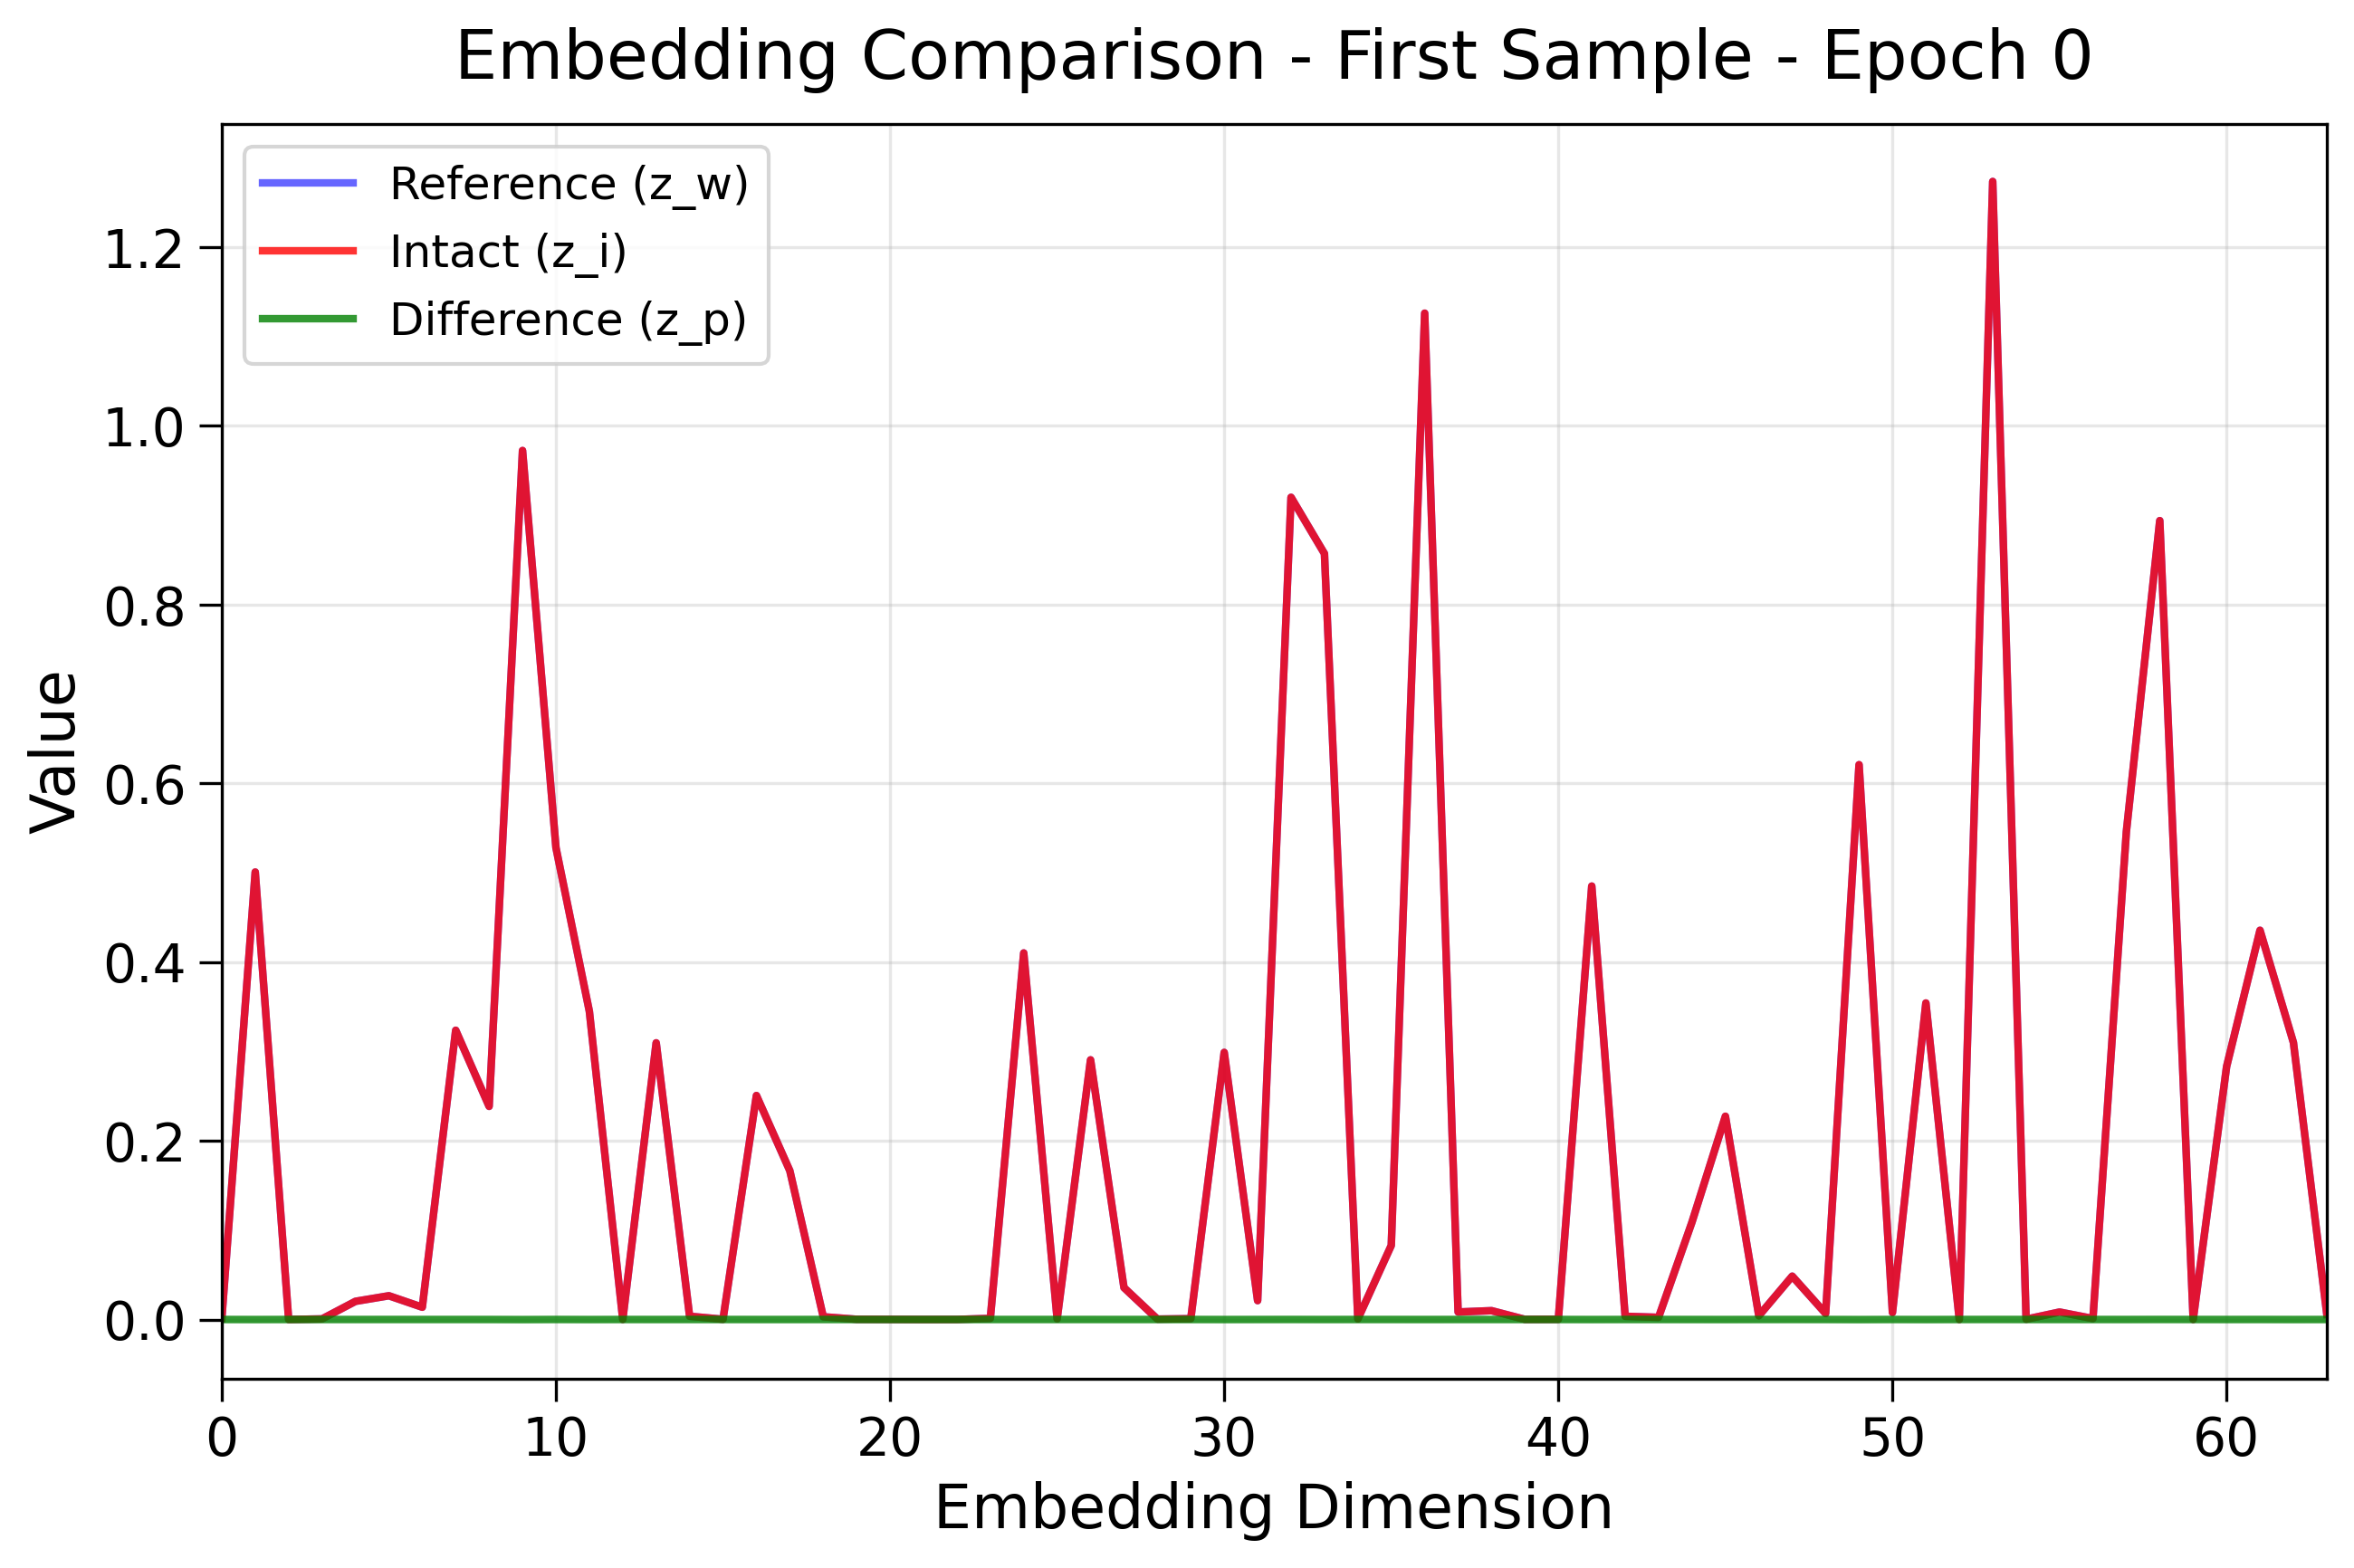 Embedding Comparison - First Sample - Epoch 0
Reference (z_w)
Intact (z_i)
Difference (z_p)
1.2
1.0
0.8
0.6
0.4
0.2
0.0
Value
0 10 20 30 40 50 60
Embedding Dimension